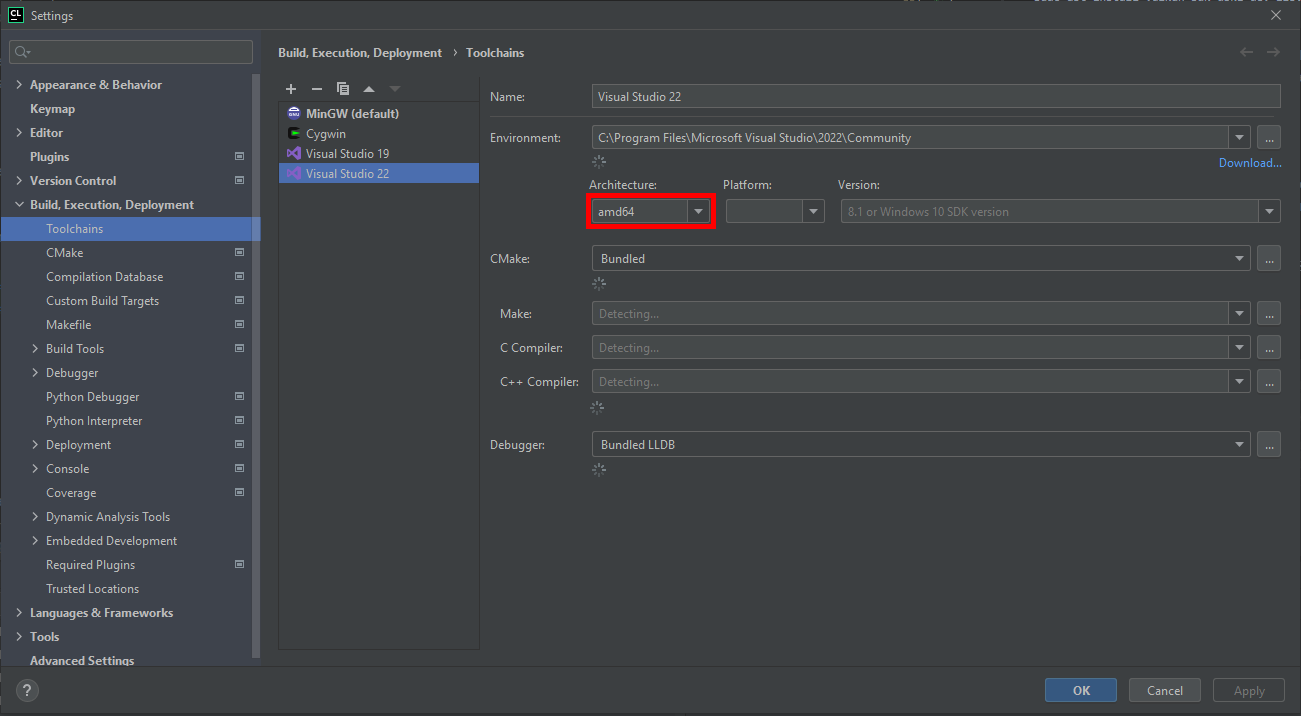 CL Settings
Appearance & Behavior
Keymap
Editor
Plugins
Version Control
Build, Execution, Deployment
Toolchains
CMake
Compilation Database
Custom Build Targets
Makefile
Build Tools
Debugger
Python Debugger
Python Interpreter
Deployment
Console
Coverage
Dynamic Analysis Tools
Embedded Development
Required Plugins
Trusted Locations
Languages & Frameworks
Tools
Advanced Settings
Build, Execution, Deployment › Toolchains
MinGW (default)
Cygwin
Visual Studio 19
Visual Studio 22
Name: Visual Studio 22
Environment: C:\Program Files\Microsoft Visual Studio\2022\Community ...
Download...
Architecture: Platform: Version:
amd64 8.1 or Windows 10 SDK version
CMake: Bundled ...
Make: Detecting... ...
C Compiler: Detecting... ...
C++ Compiler: Detecting... ...
Debugger: Bundled LLDB ...
? OK Cancel Apply